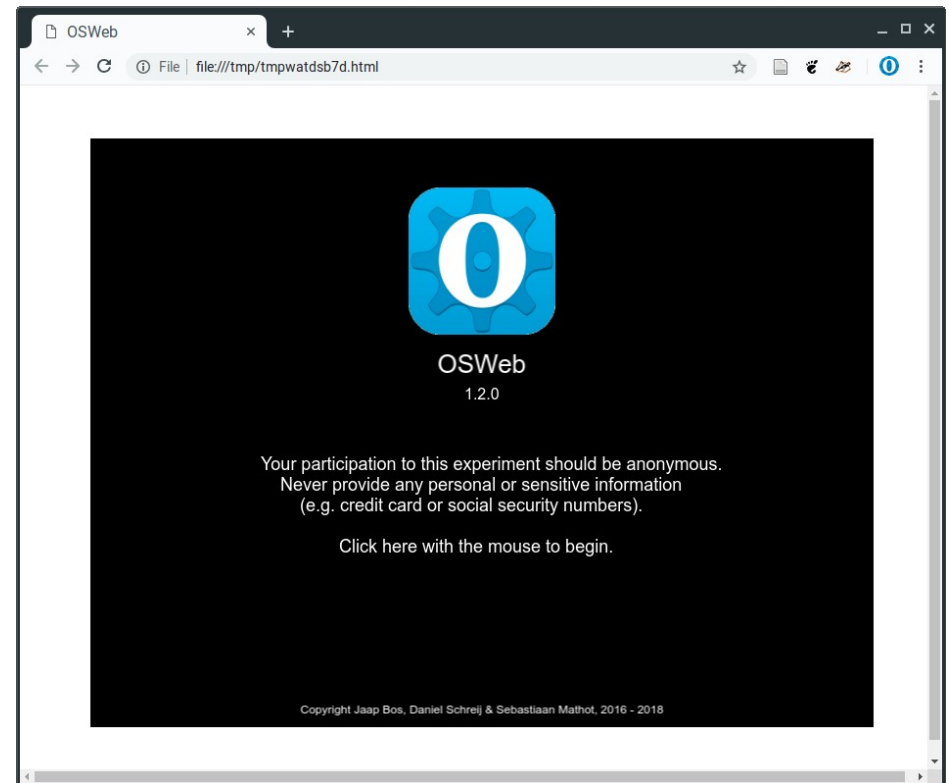 OSWeb
File
file:///tmp/tmpwatdsb7d.html
OSWeb
1.2.0
Your participation to this experiment should be anonymous.
Never provide any personal or sensitive information
(e.g. credit card or social security numbers).
Click here with the mouse to begin.
Copyright Jaap Bos, Daniel Schreij & Sebastiaan Mathot, 2016 - 2018